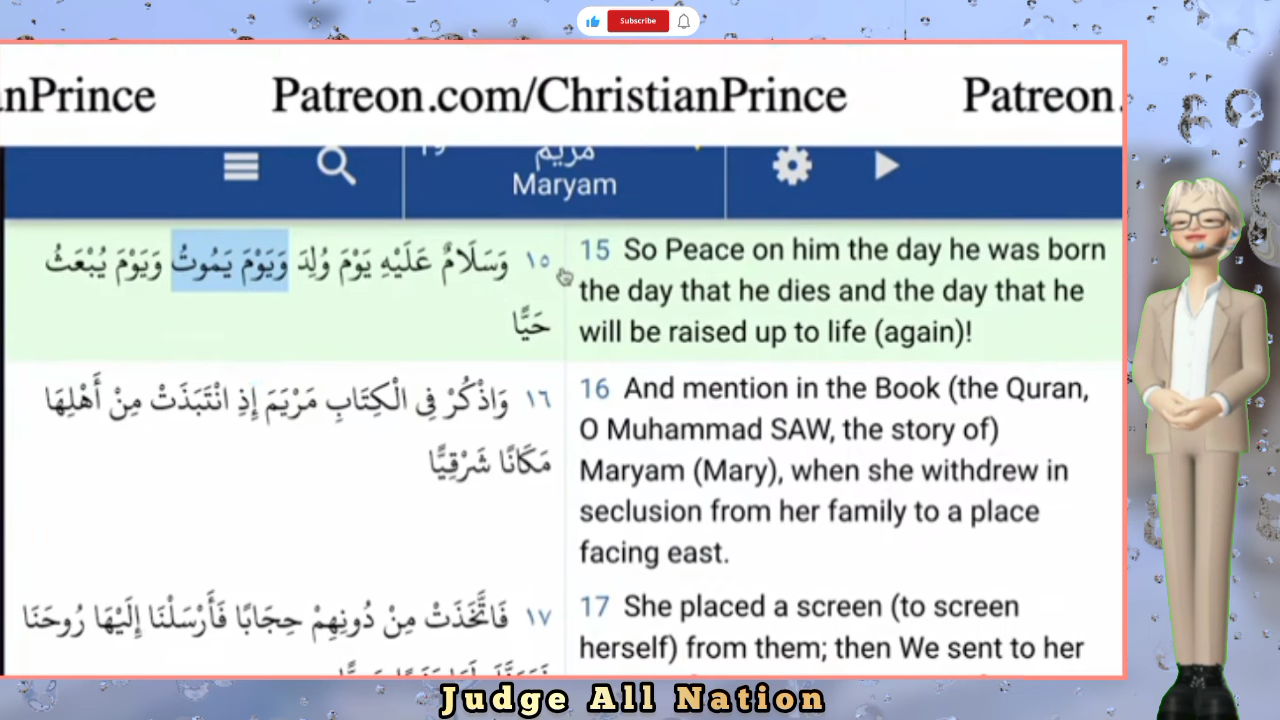 Subscribe
anPrince Patreon.com/ChristianPrince Patreon.
19
مريم
Maryam
١٥ وَسَلَامٌ عَلَيْهِ يَوْمَ وُلِدَ وَيَوْمَ يَمُوتُ وَيَوْمَ يُبْعَثُ
حَيًّا
15 So Peace on him the day he was born
the day that he dies and the day that he
will be raised up to life (again)!
١٦ وَاذْكُرْ فِى الْكِتَابِ مَرْيَمَ إِذِ انْتَبَذَتْ مِنْ أَهْلِهَا
مَكَانًا شَرْقِيًّا
16 And mention in the Book (the Quran,
O Muhammad SAW, the story of)
Maryam (Mary), when she withdrew in
seclusion from her family to a place
facing east.
١٧ فَاتَّخَذَتْ مِنْ دُونِهِمْ حِجَابًا فَأَرْسَلْنَا إِلَيْهَا رُوحَنَا
17 She placed a screen (to screen
herself) from them; then We sent to her
Judge All Nation